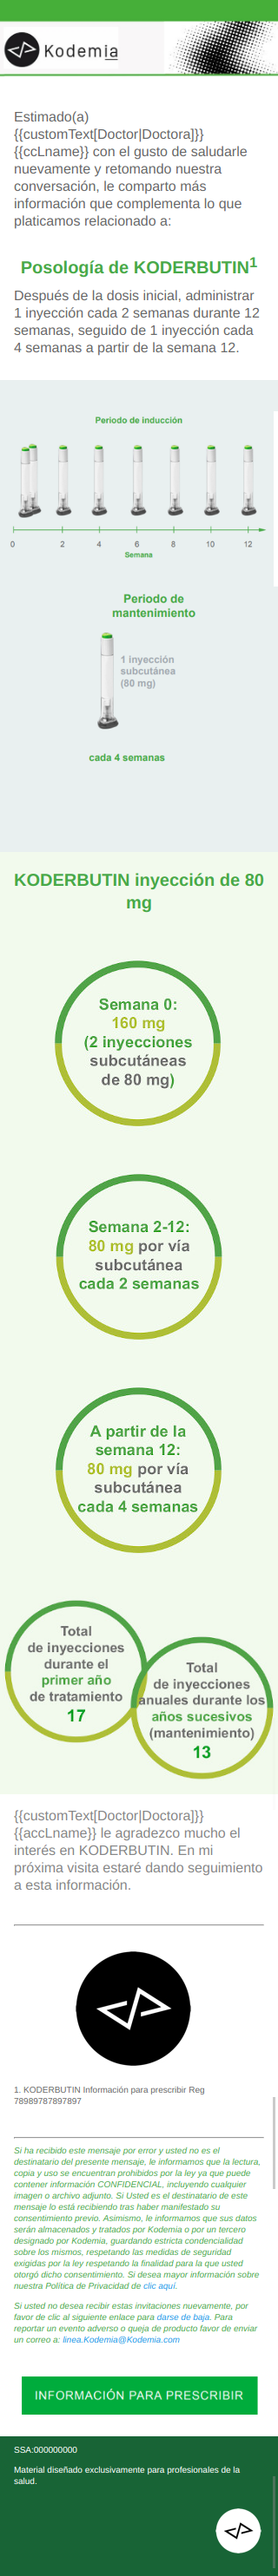 Kodemia
Estimado(a)
{{customText[Doctor|Doctora]}}
{{ccLname}} con el gusto de saludarle
nuevamente y retomando nuestra
conversación, le comparto más
información que complementa lo que
platicamos relacionado a:
Posología de KODERBUTIN1
Después de la dosis inicial, administrar
1 inyección cada 2 semanas durante 12
semanas, seguido de 1 inyección cada
4 semanas a partir de la semana 12.
Periodo de inducción
0 2 4 6 8 10 12
Semana
Periodo de
mantenimiento
1 inyección
subcutánea
(80 mg)
cada 4 semanas
KODERBUTIN inyección de 80
mg
Semana 0:
160 mg
(2 inyecciones
subcutáneas
de 80 mg)
Semana 2-12:
80 mg por vía
subcutánea
cada 2 semanas
A partir de la
semana 12:
80 mg por vía
subcutánea
cada 4 semanas
Total
de inyecciones
durante el
primer año
de tratamiento
17
Total
de inyecciones
anuales durante los
años sucesivos
(mantenimiento)
13
{{customText[Doctor|Doctora]}}
{{accLname}} le agradezco mucho el
interés en KODERBUTIN. En mi
próxima visita estaré dando seguimiento
a esta información.
1. KODERBUTIN Información para prescribir Reg
78989787897897
Si ha recibido este mensaje por error y usted no es el
destinatario del presente mensaje, le informamos que la lectura,
copia y uso se encuentran prohibidos por la ley ya que puede
contener información CONFIDENCIAL, incluyendo cualquier
imagen o archivo adjunto. Si Usted es el destinatario de este
mensaje lo está recibiendo tras haber manifestado su
consentimiento previo. Asimismo, le informamos que sus datos
serán almacenados y tratados por Kodemia o por un tercero
designado por Kodemia, guardando estricta condencialidad
sobre los mismos, respetando las medidas de seguridad
exigidas por la ley respetando la finalidad para la que usted
otorgó dicho consentimiento. Si desea mayor información sobre
nuestra Política de Privacidad de clic aquí.
Si usted no desea recibir estas invitaciones nuevamente, por
favor de clic al siguiente enlace para darse de baja. Para
reportar un evento adverso o queja de producto favor de enviar
un correo a: linea.Kodemia@Kodemia.com
INFORMACIÓN PARA PRESCRIBIR
SSA:000000000
Material diseñado exclusivamente para profesionales de la
salud.